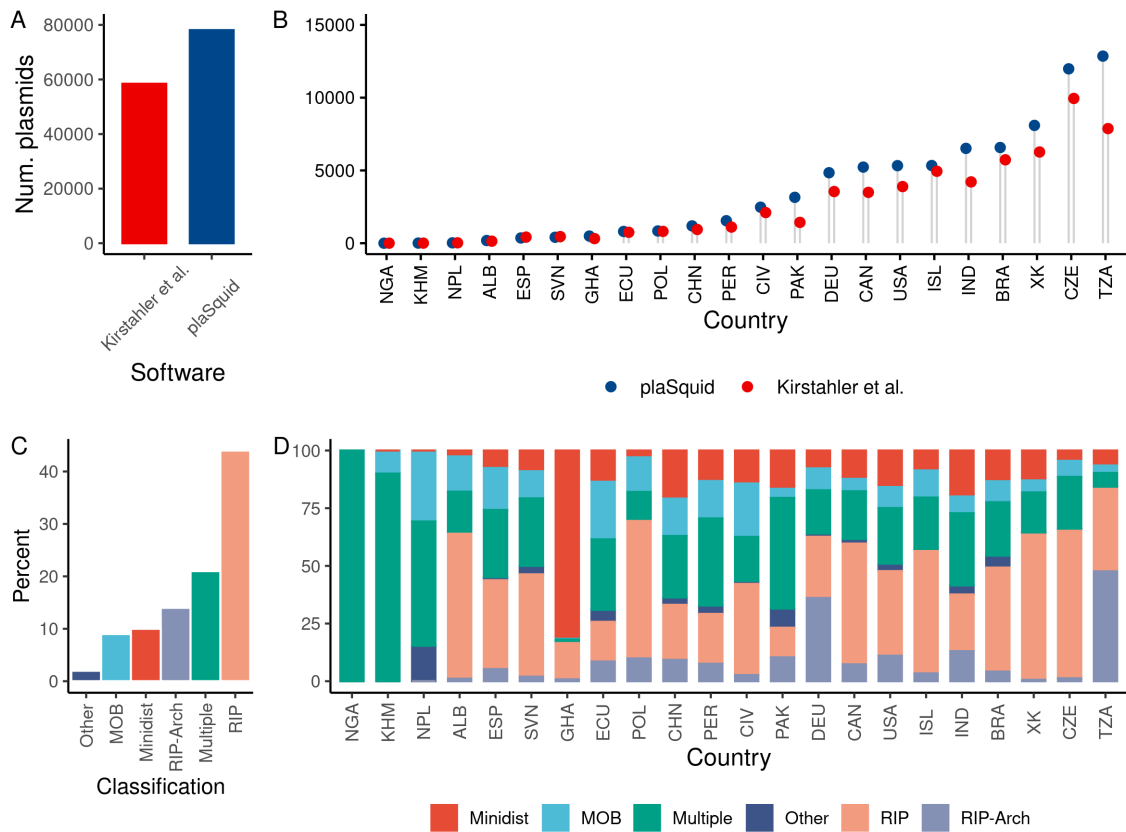 A
Num. plasmids
80000
60000
40000
20000
0
Kirstahler et al.
plaSquid
Software
B
15000
10000
5000
0
NGA
KHM
NPL
ALB
ESP
SVN
GHA
ECU
POL
CHN
PER
CIV
PAK
DEU
CAN
USA
ISL
IND
BRA
XK
CZE
TZA
Country
plaSquid
Kirstahler et al.
C
Percent
40
30
20
10
0
Other
MOB
Minidist
RIP-Arch
Multiple
RIP
Classification
D
100
75
50
25
0
NGA
KHM
NPL
ALB
ESP
SVN
GHA
ECU
POL
CHN
PER
CIV
PAK
DEU
CAN
USA
ISL
IND
BRA
XK
CZE
TZA
Country
Minidist
MOB
Multiple
Other
RIP
RIP-Arch